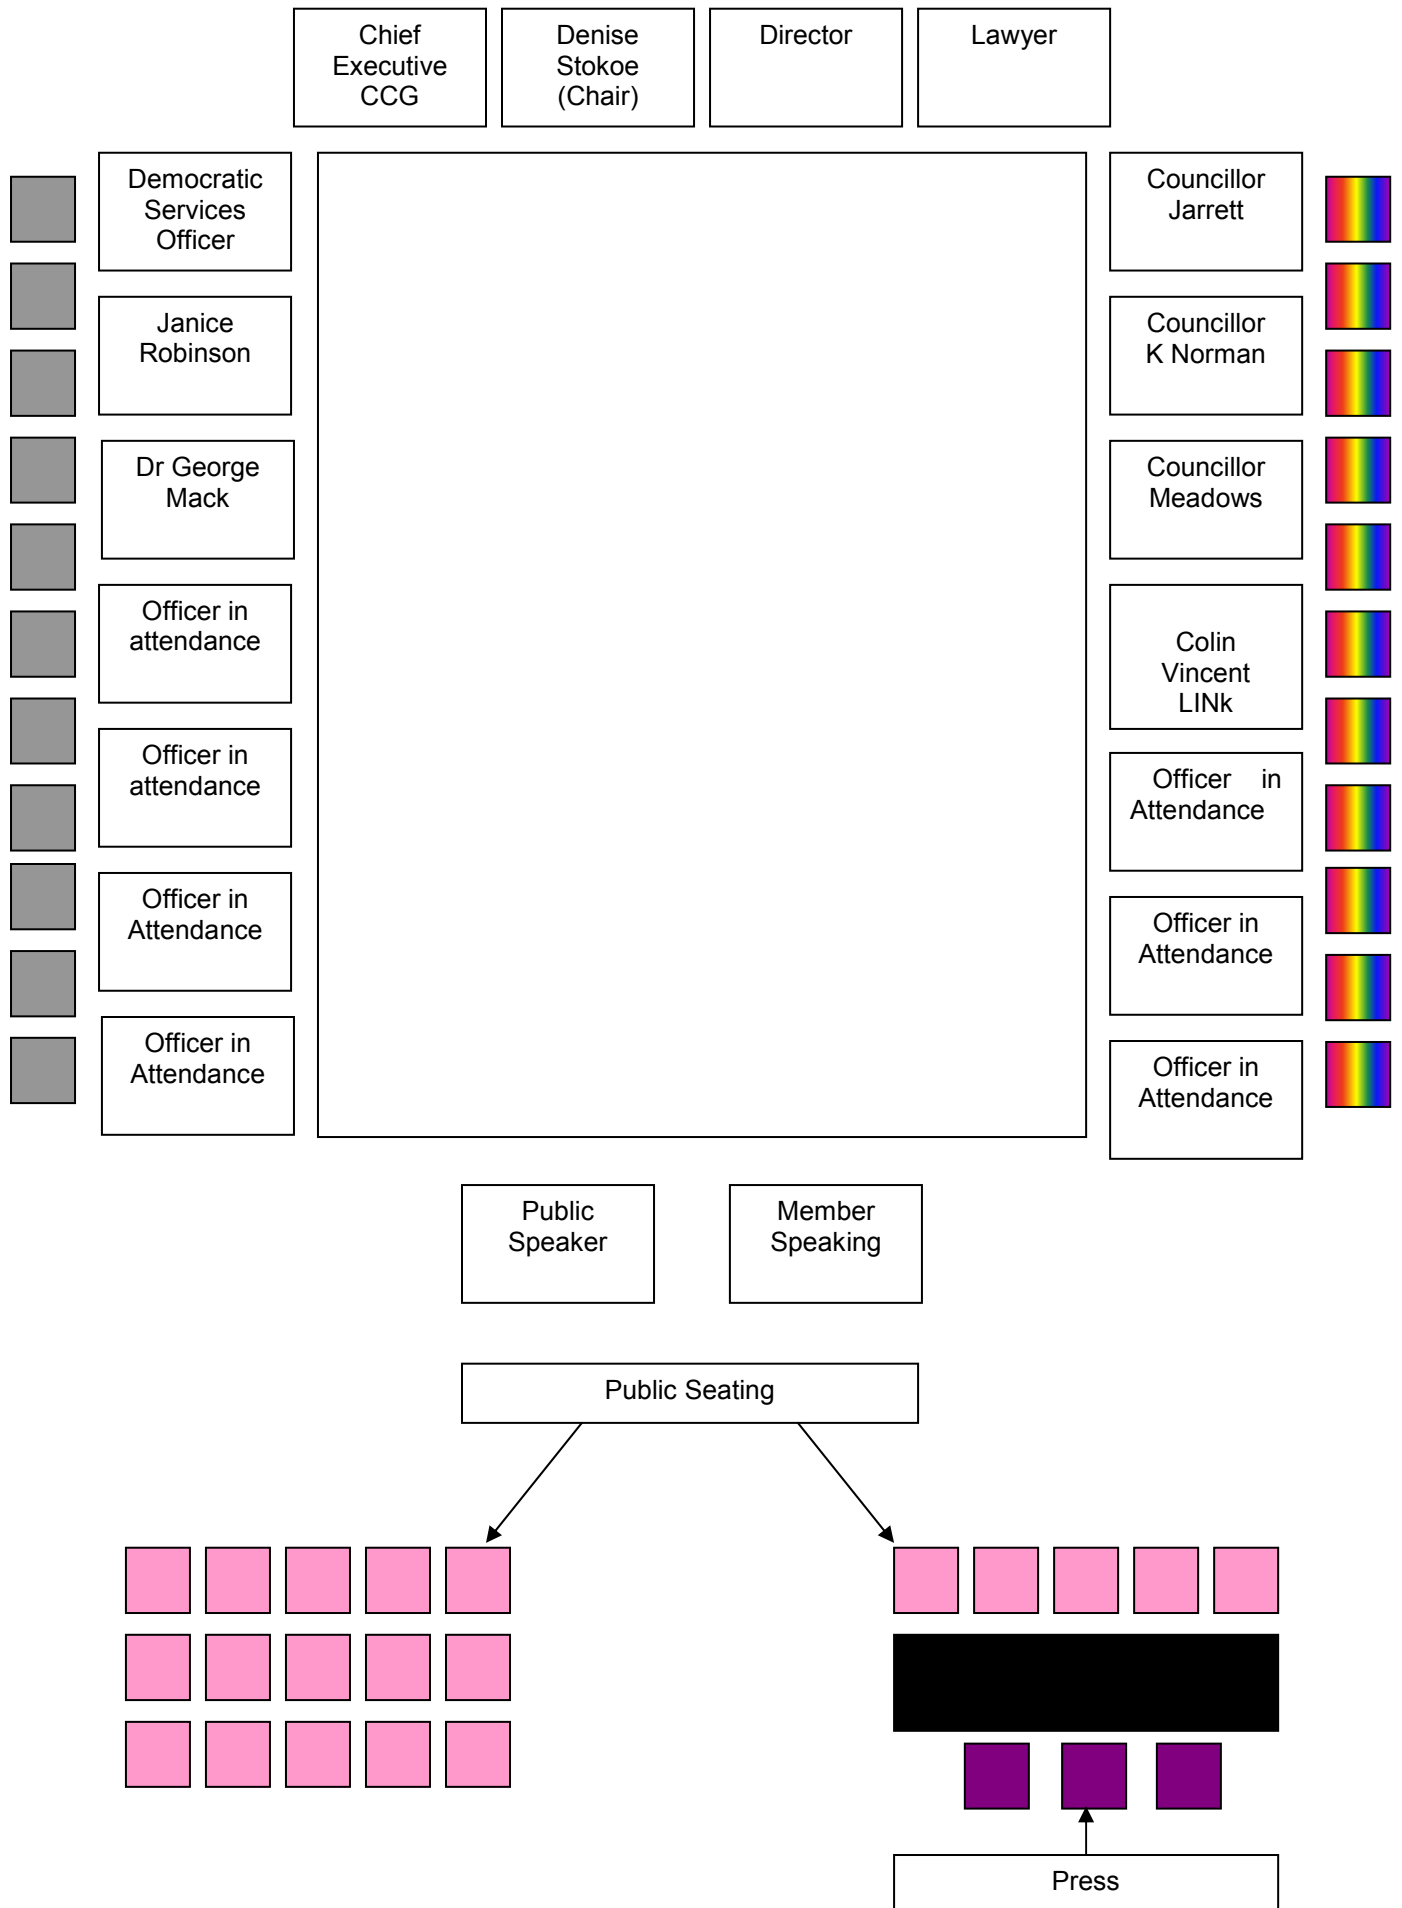 Chief
Executive
CCG
Denise
Stokoe
(Chair)
Director
Lawyer
Democratic
Services
Officer
Janice
Robinson
Dr George
Mack
Officer in
attendance
Officer in
attendance
Officer in
Attendance
Officer in
Attendance
Councillor
Jarrett
Councillor
K Norman
Councillor
Meadows
Colin
Vincent
LINk
Officer in
Attendance
Officer in
Attendance
Officer in
Attendance
Public
Speaker
Member
Speaking
Public Seating
Press